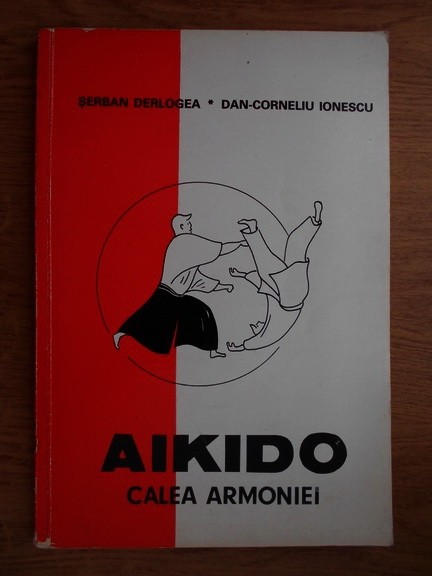 ŞERBAN DERLOGEA * DAN-CORNELIU IONESCU
AIKIDO
CALEA ARMONIEI